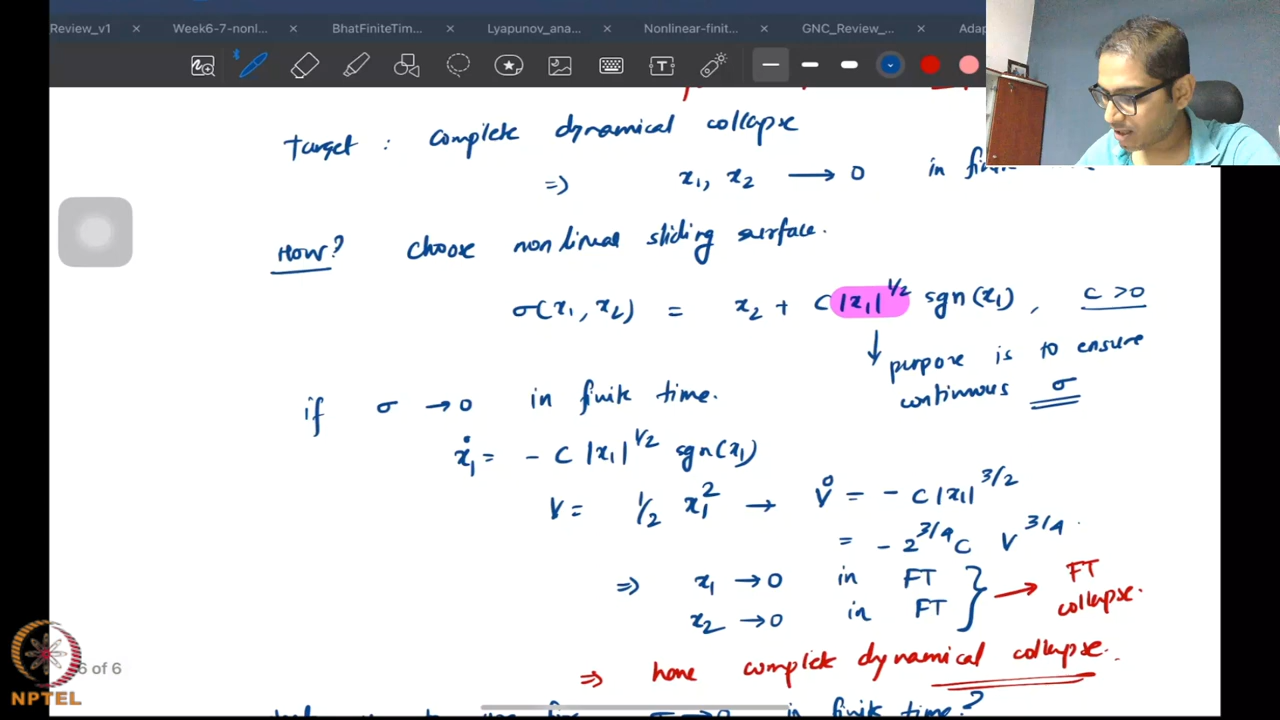 Review_v1 × Week6-7-nonl... × BhatFiniteTim... × Lyapunov_ana... × Nonlinear-finit... × GNC_Review_... × Adap
Target : complete dynamical collapse
⇒ x₁, x₂ → 0 in
How? choose nonlinear sliding surface.
σ(x₁, x₂) = x₂ + C|x₁|^1/2 sgn(x₁), C>0
↓ purpose is to ensure
continuous σ
if σ → 0 in finite time.
ẋ₁ = - C |x₁|^1/2 sgn(x₁)
V = 1/2 x₁² → V̇ = - C|x₁|^3/2
= - 2^3/4 C V^3/4.
⇒ x₁ → 0 in FT
x₂ → 0 in FT } → FT collapse.
⇒ hone complete dynamical collapse.
σ → 0 in finite time?
6 of 6
NPTEL